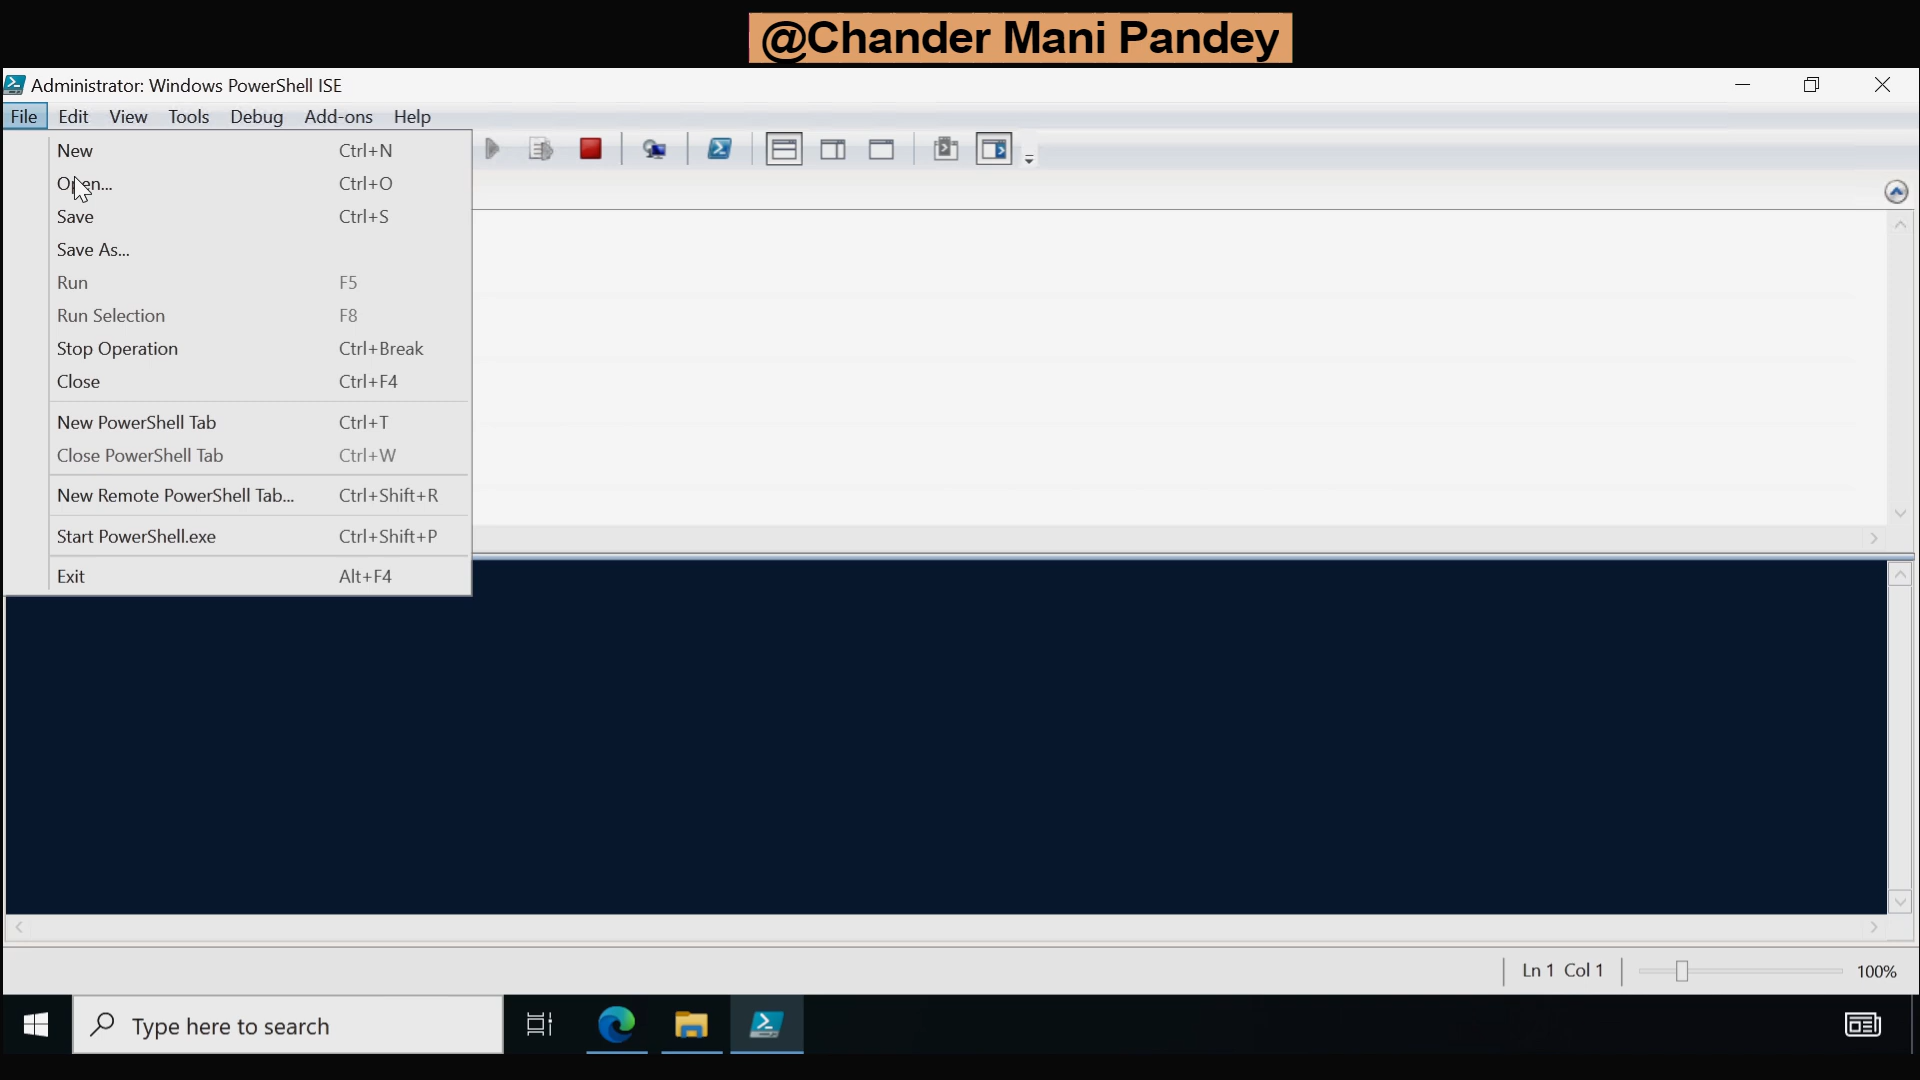 @Chander Mani Pandey
Administrator: Windows PowerShell ISE
File Edit View Tools Debug Add-ons Help
New Ctrl+N
Open... Ctrl+O
Save Ctrl+S
Save As...
Run F5
Run Selection F8
Stop Operation Ctrl+Break
Close Ctrl+F4
New PowerShell Tab Ctrl+T
Close PowerShell Tab Ctrl+W
New Remote PowerShell Tab... Ctrl+Shift+R
Start PowerShell.exe Ctrl+Shift+P
Exit Alt+F4
Ln 1 Col 1 100%
Type here to search